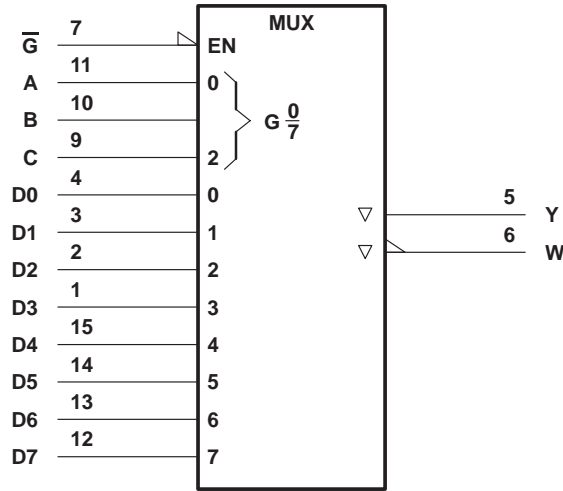 MUX
G̅ 7 EN
A 11 0
B 10
C 9 2
G 0/7
D0 4 0
D1 3 1
D2 2 2
D3 1 3
D4 15 4
D5 14 5
D6 13 6
D7 12 7
▽ 5 Y
▽ 6 W